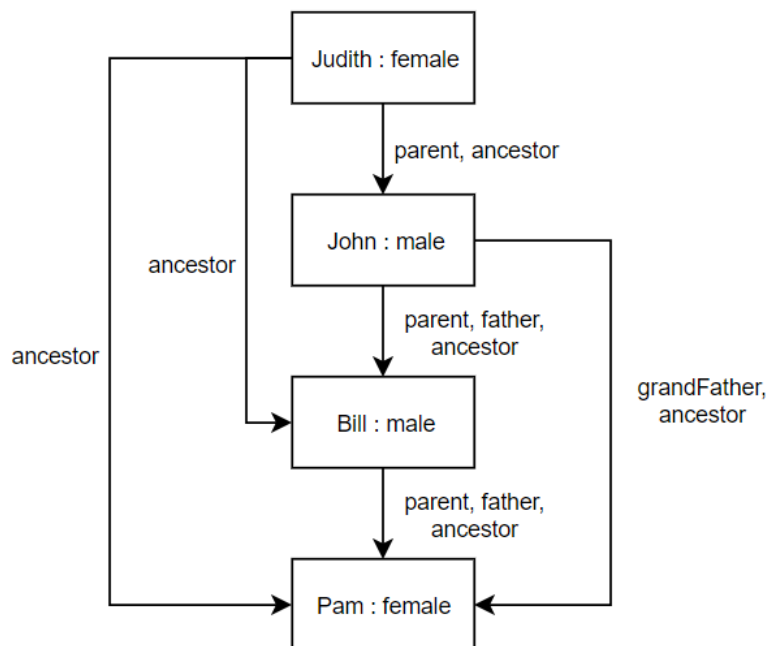 Judith : female
parent, ancestor
John : male
ancestor
parent, father,
ancestor
ancestor
grandFather,
ancestor
Bill : male
parent, father,
ancestor
Pam : female